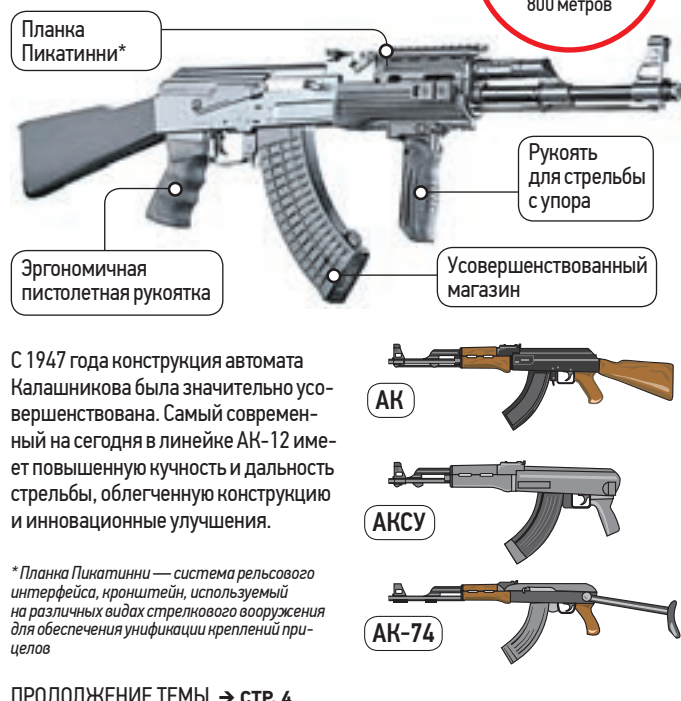 800 метров
Планка
Пикатинни*
Рукоять
для стрельбы
с упора
Эргономичная
пистолетная рукоятка
Усовершенствованный
магазин
С 1947 года конструкция автомата
Калашникова была значительно усо-
вершенствована. Самый современ-
ный на сегодня в линейке АК-12 име-
ет повышенную кучность и дальность
стрельбы, облегченную конструкцию
и инновационные улучшения.
* Планка Пикатинни — система рельсового
интерфейса, кронштейн, используемый
на различных видах стрелкового вооружения
для обеспечения унификации креплений при-
целов
АК
АКСУ
АК-74
ПРОДОЛЖЕНИЕ ТЕМЫ → СТР. 4